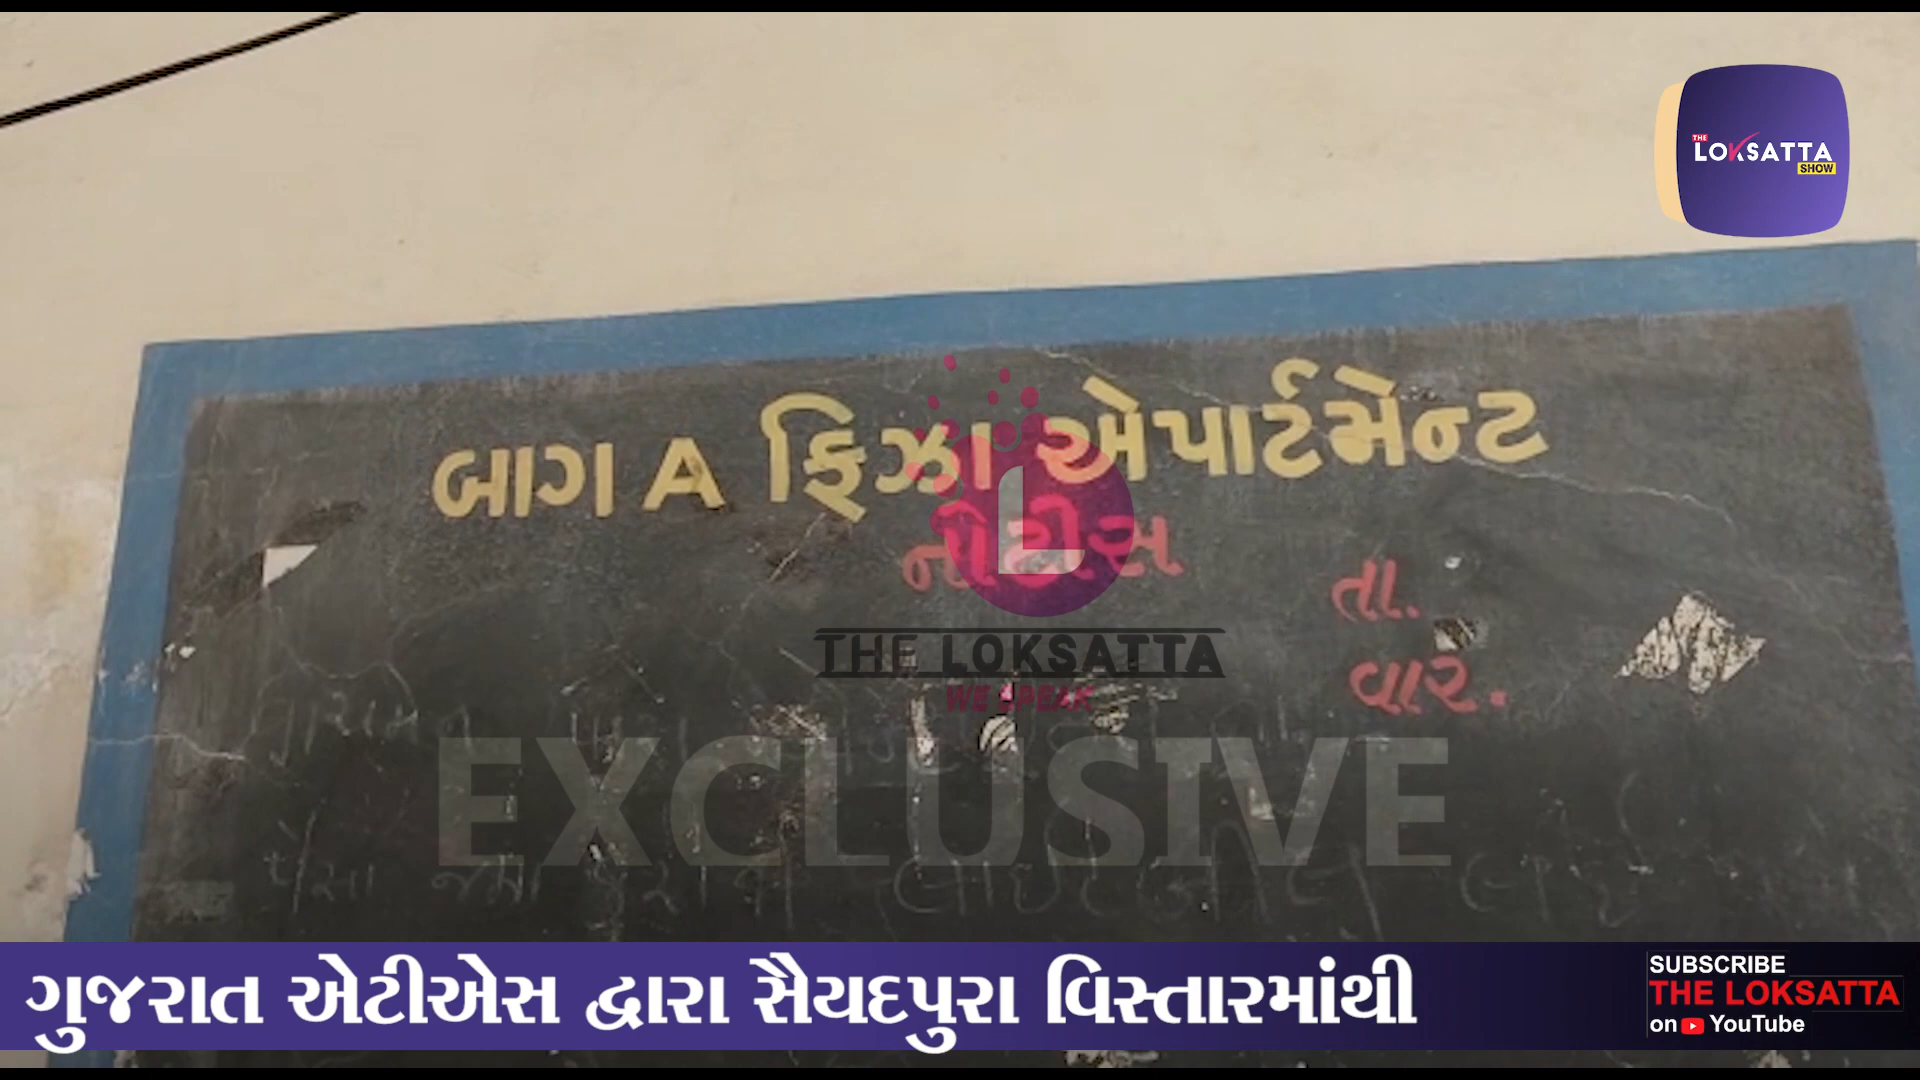 THE
LOKSATTA
SHOW
બાગ A ફિઝા એપાર્ટમેન્ટ
નોટીસ
તા.
વાર.
THE LOKSATTA
WE SPEAK
EXCLUSIVE
ગુજરાત એટીએસ દ્વારા સૈયદપુરા વિસ્તારમાંથી
SUBSCRIBE
THE LOKSATTA
on YouTube